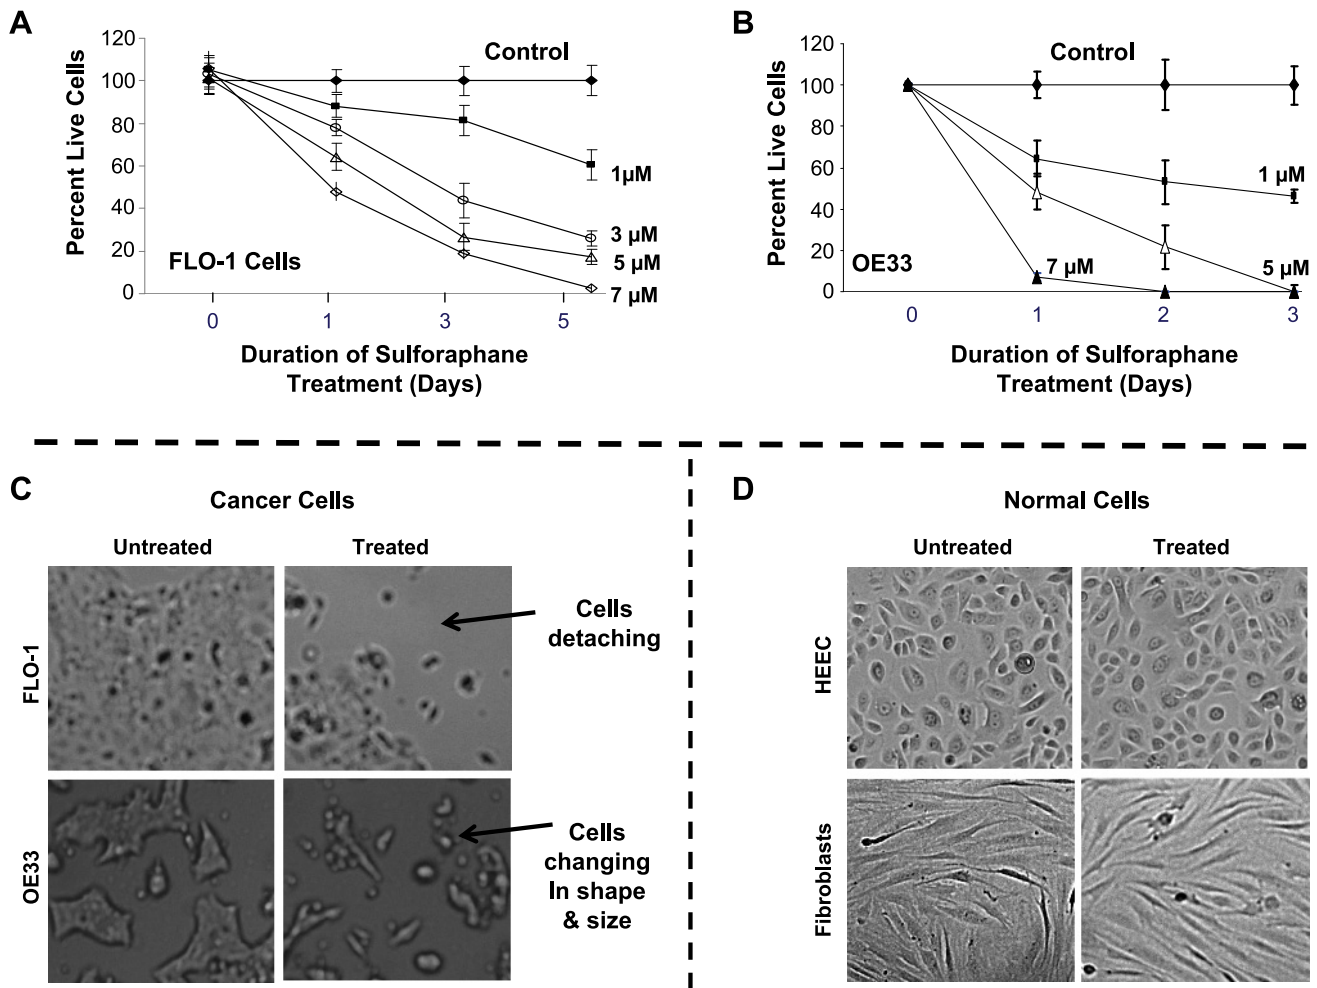 A
120
100
80
60
40
20
0
Percent Live Cells
Control
1µM
3 µM
5 µM
7 µM
FLO-1 Cells
0 1 3 5
Duration of Sulforaphane
Treatment (Days)
B
120
100
80
60
40
20
0
Percent Live Cells
Control
1 µM
5 µM
7 µM
OE33
0 1 2 3
Duration of Sulforaphane
Treatment (Days)
C
Cancer Cells
Untreated Treated
FLO-1
Cells
detaching
OE33
Cells
changing
In shape
& size
D
Normal Cells
Untreated Treated
HEEC
Fibroblasts